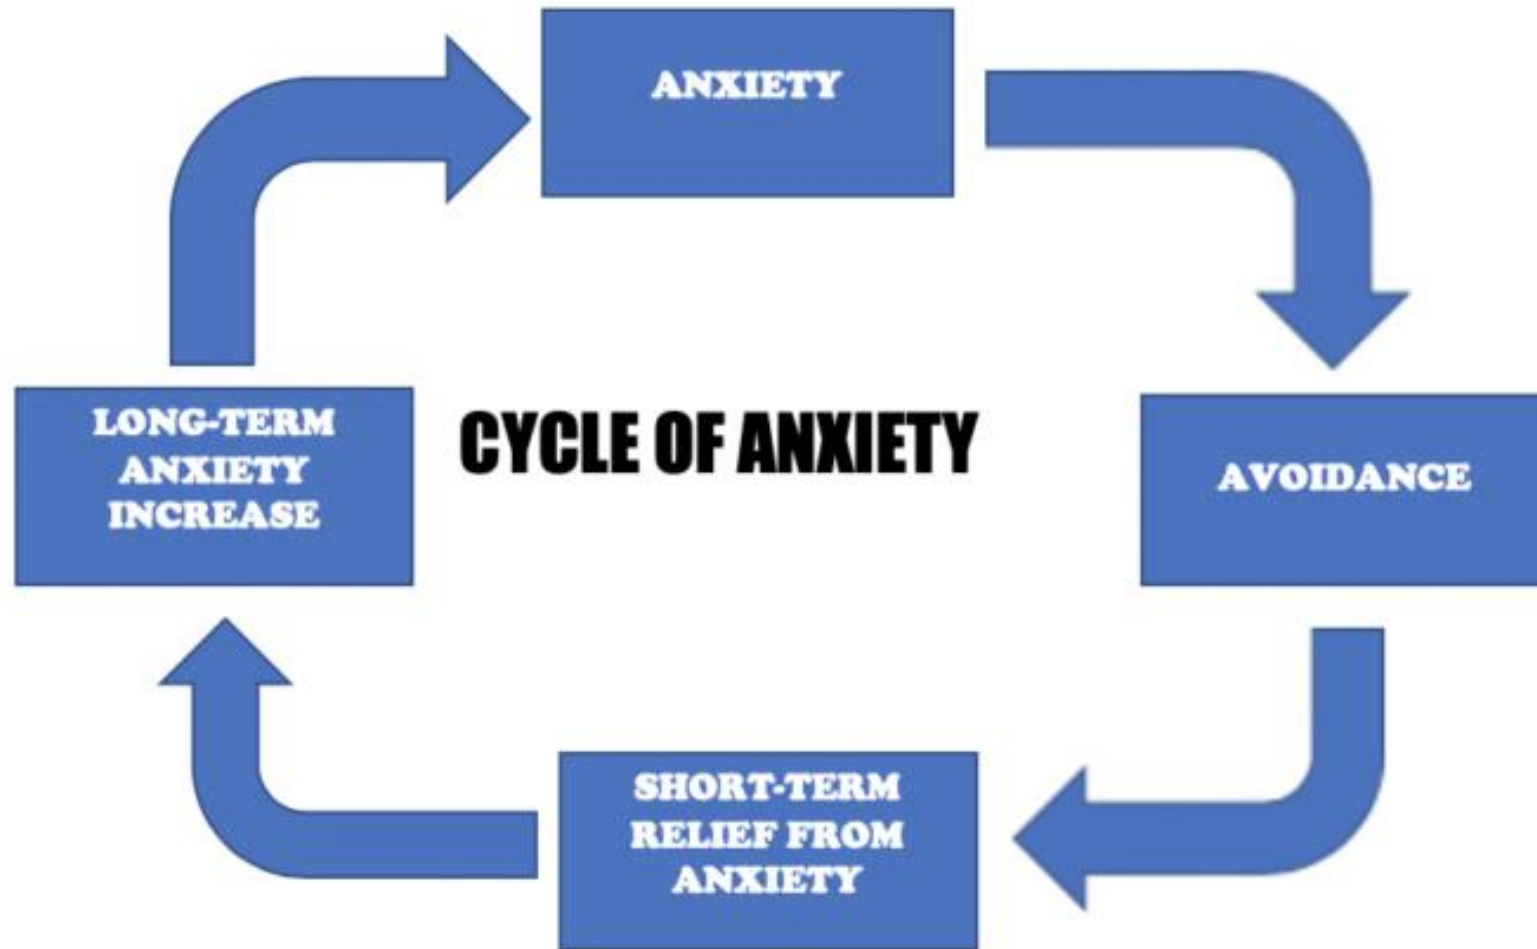 ANXIETY
LONG-TERM
ANXIETY
INCREASE
CYCLE OF ANXIETY
AVOIDANCE
SHORT-TERM
RELIEF FROM
ANXIETY